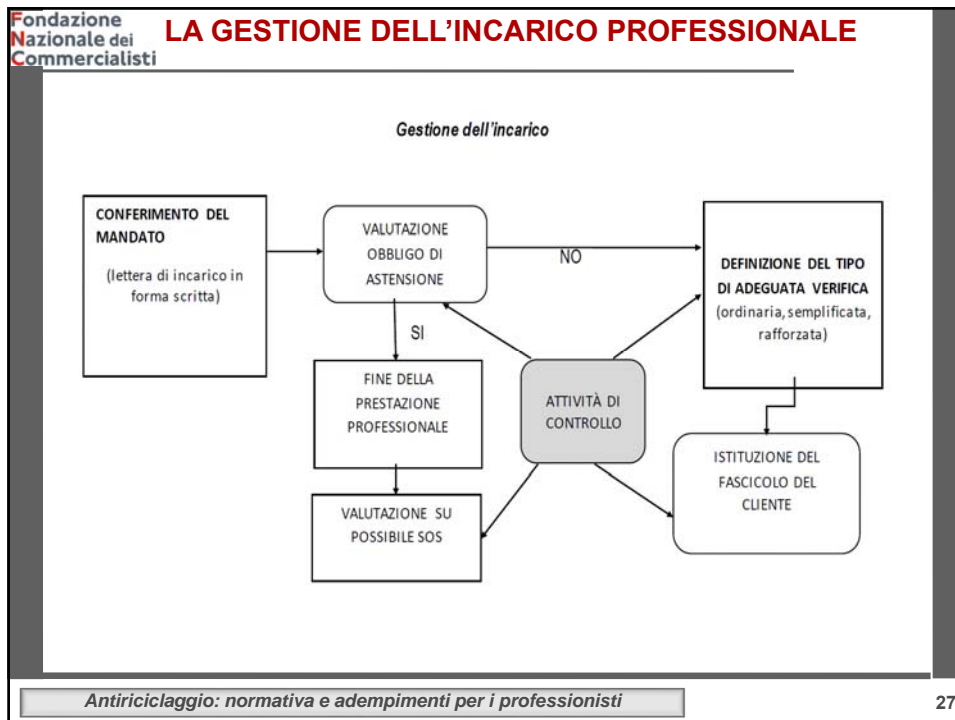 Fondazione
Nazionale dei
Commercialisti
LA GESTIONE DELL’INCARICO PROFESSIONALE
Gestione dell’incarico
CONFERIMENTO DEL
MANDATO
(lettera di incarico in
forma scritta)
VALUTAZIONE
OBBLIGO DI
ASTENSIONE
NO
DEFINIZIONE DEL TIPO
DI ADEGUATA VERIFICA
(ordinaria, semplificata,
rafforzata)
SI
FINE DELLA
PRESTAZIONE
PROFESSIONALE
ATTIVITÀ DI
CONTROLLO
ISTITUZIONE DEL
FASCICOLO DEL
CLIENTE
VALUTAZIONE SU
POSSIBILE SOS
Antiriciclaggio: normativa e adempimenti per i professionisti
27